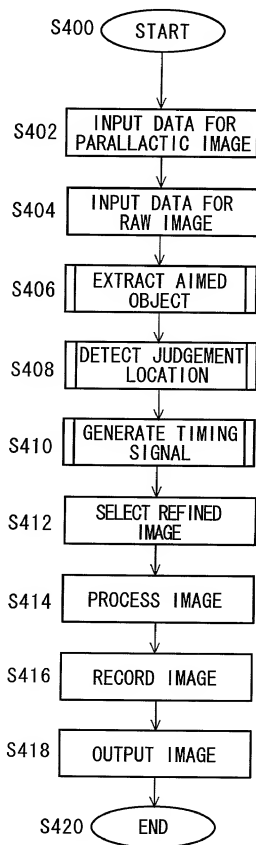 S400 START
S402 INPUT DATA FOR
PARALLACTIC IMAGE
S404 INPUT DATA FOR
RAW IMAGE
S406 EXTRACT AIMED
OBJECT
S408 DETECT JUDGEMENT
LOCATION
S410 GENERATE TIMING
SIGNAL
S412 SELECT REFINED
IMAGE
S414 PROCESS IMAGE
S416 RECORD IMAGE
S418 OUTPUT IMAGE
S420 END